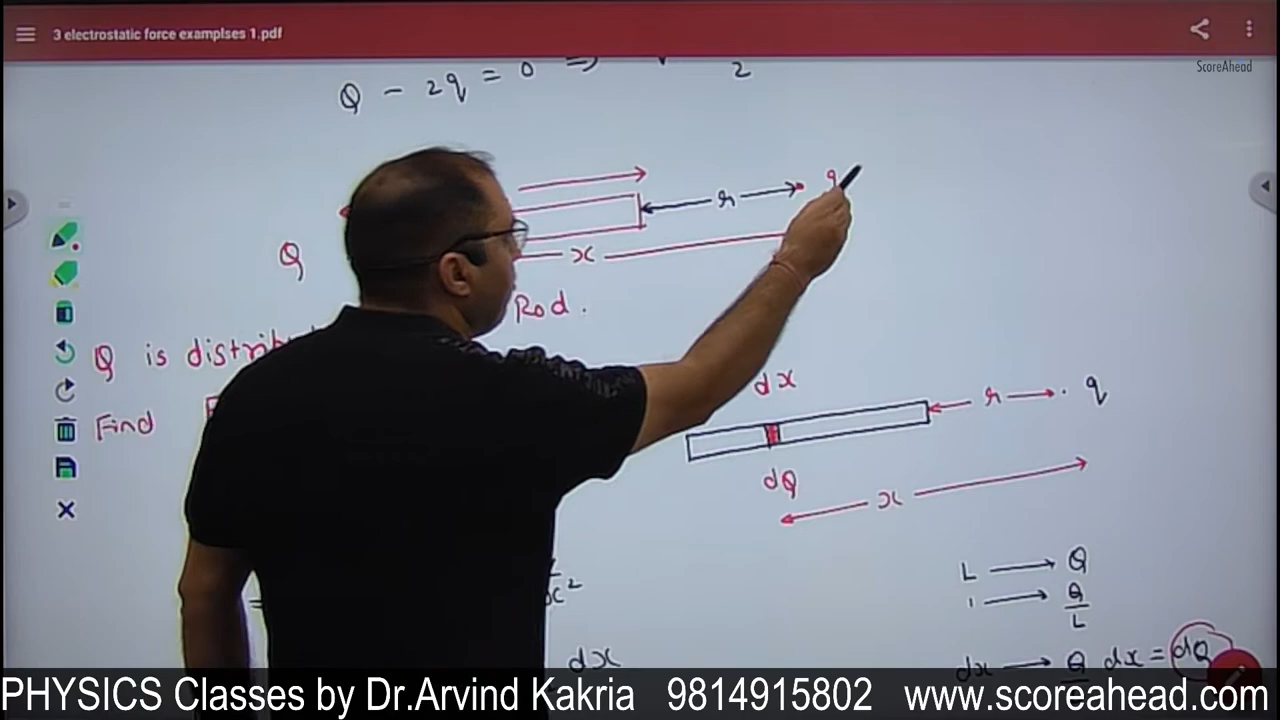 3 electrostatic force examplses 1.pdf
ScoreAhead
Q - 2q = 0 ⇒
2
r
q
Q
x
Rod.
Q is distrib
Find F
dx
r
q
dQ
x
L → Q
1 → Q/L
x²
dx
dx → Q dx = dQ
PHYSICS Classes by Dr.Arvind Kakria 9814915802 www.scoreahead.com